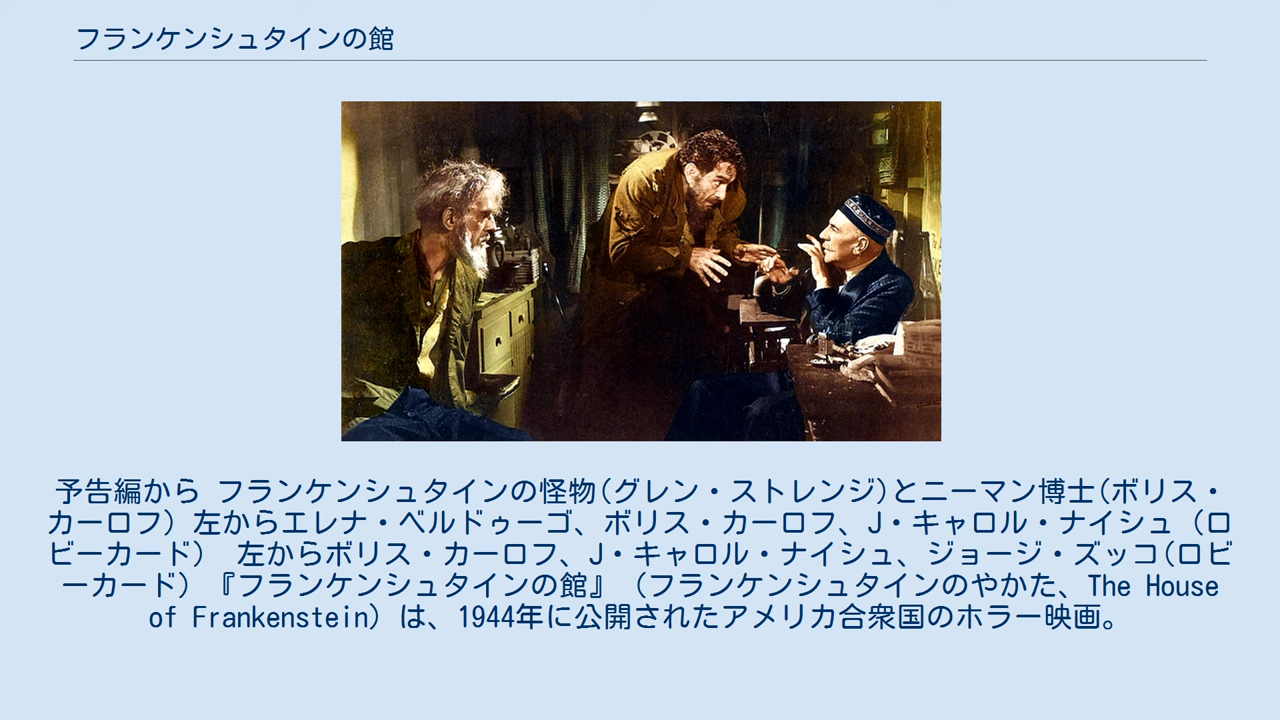 フランケンシュタインの館
予告編から フランケンシュタインの怪物(グレン・ストレンジ)とニーマン博士(ボリス・
カーロフ) 左からエレナ・ベルドゥーゴ、ボリス・カーロフ、J・キャロル・ナイシュ (ロ
ビーカード) 左からボリス・カーロフ、J・キャロル・ナイシュ、ジョージ・ズッコ(ロビ
ーカード) 『フランケンシュタインの館』 (フランケンシュタインのやかた、The House
of Frankenstein) は、1944年に公開されたアメリカ合衆国のホラー映画。